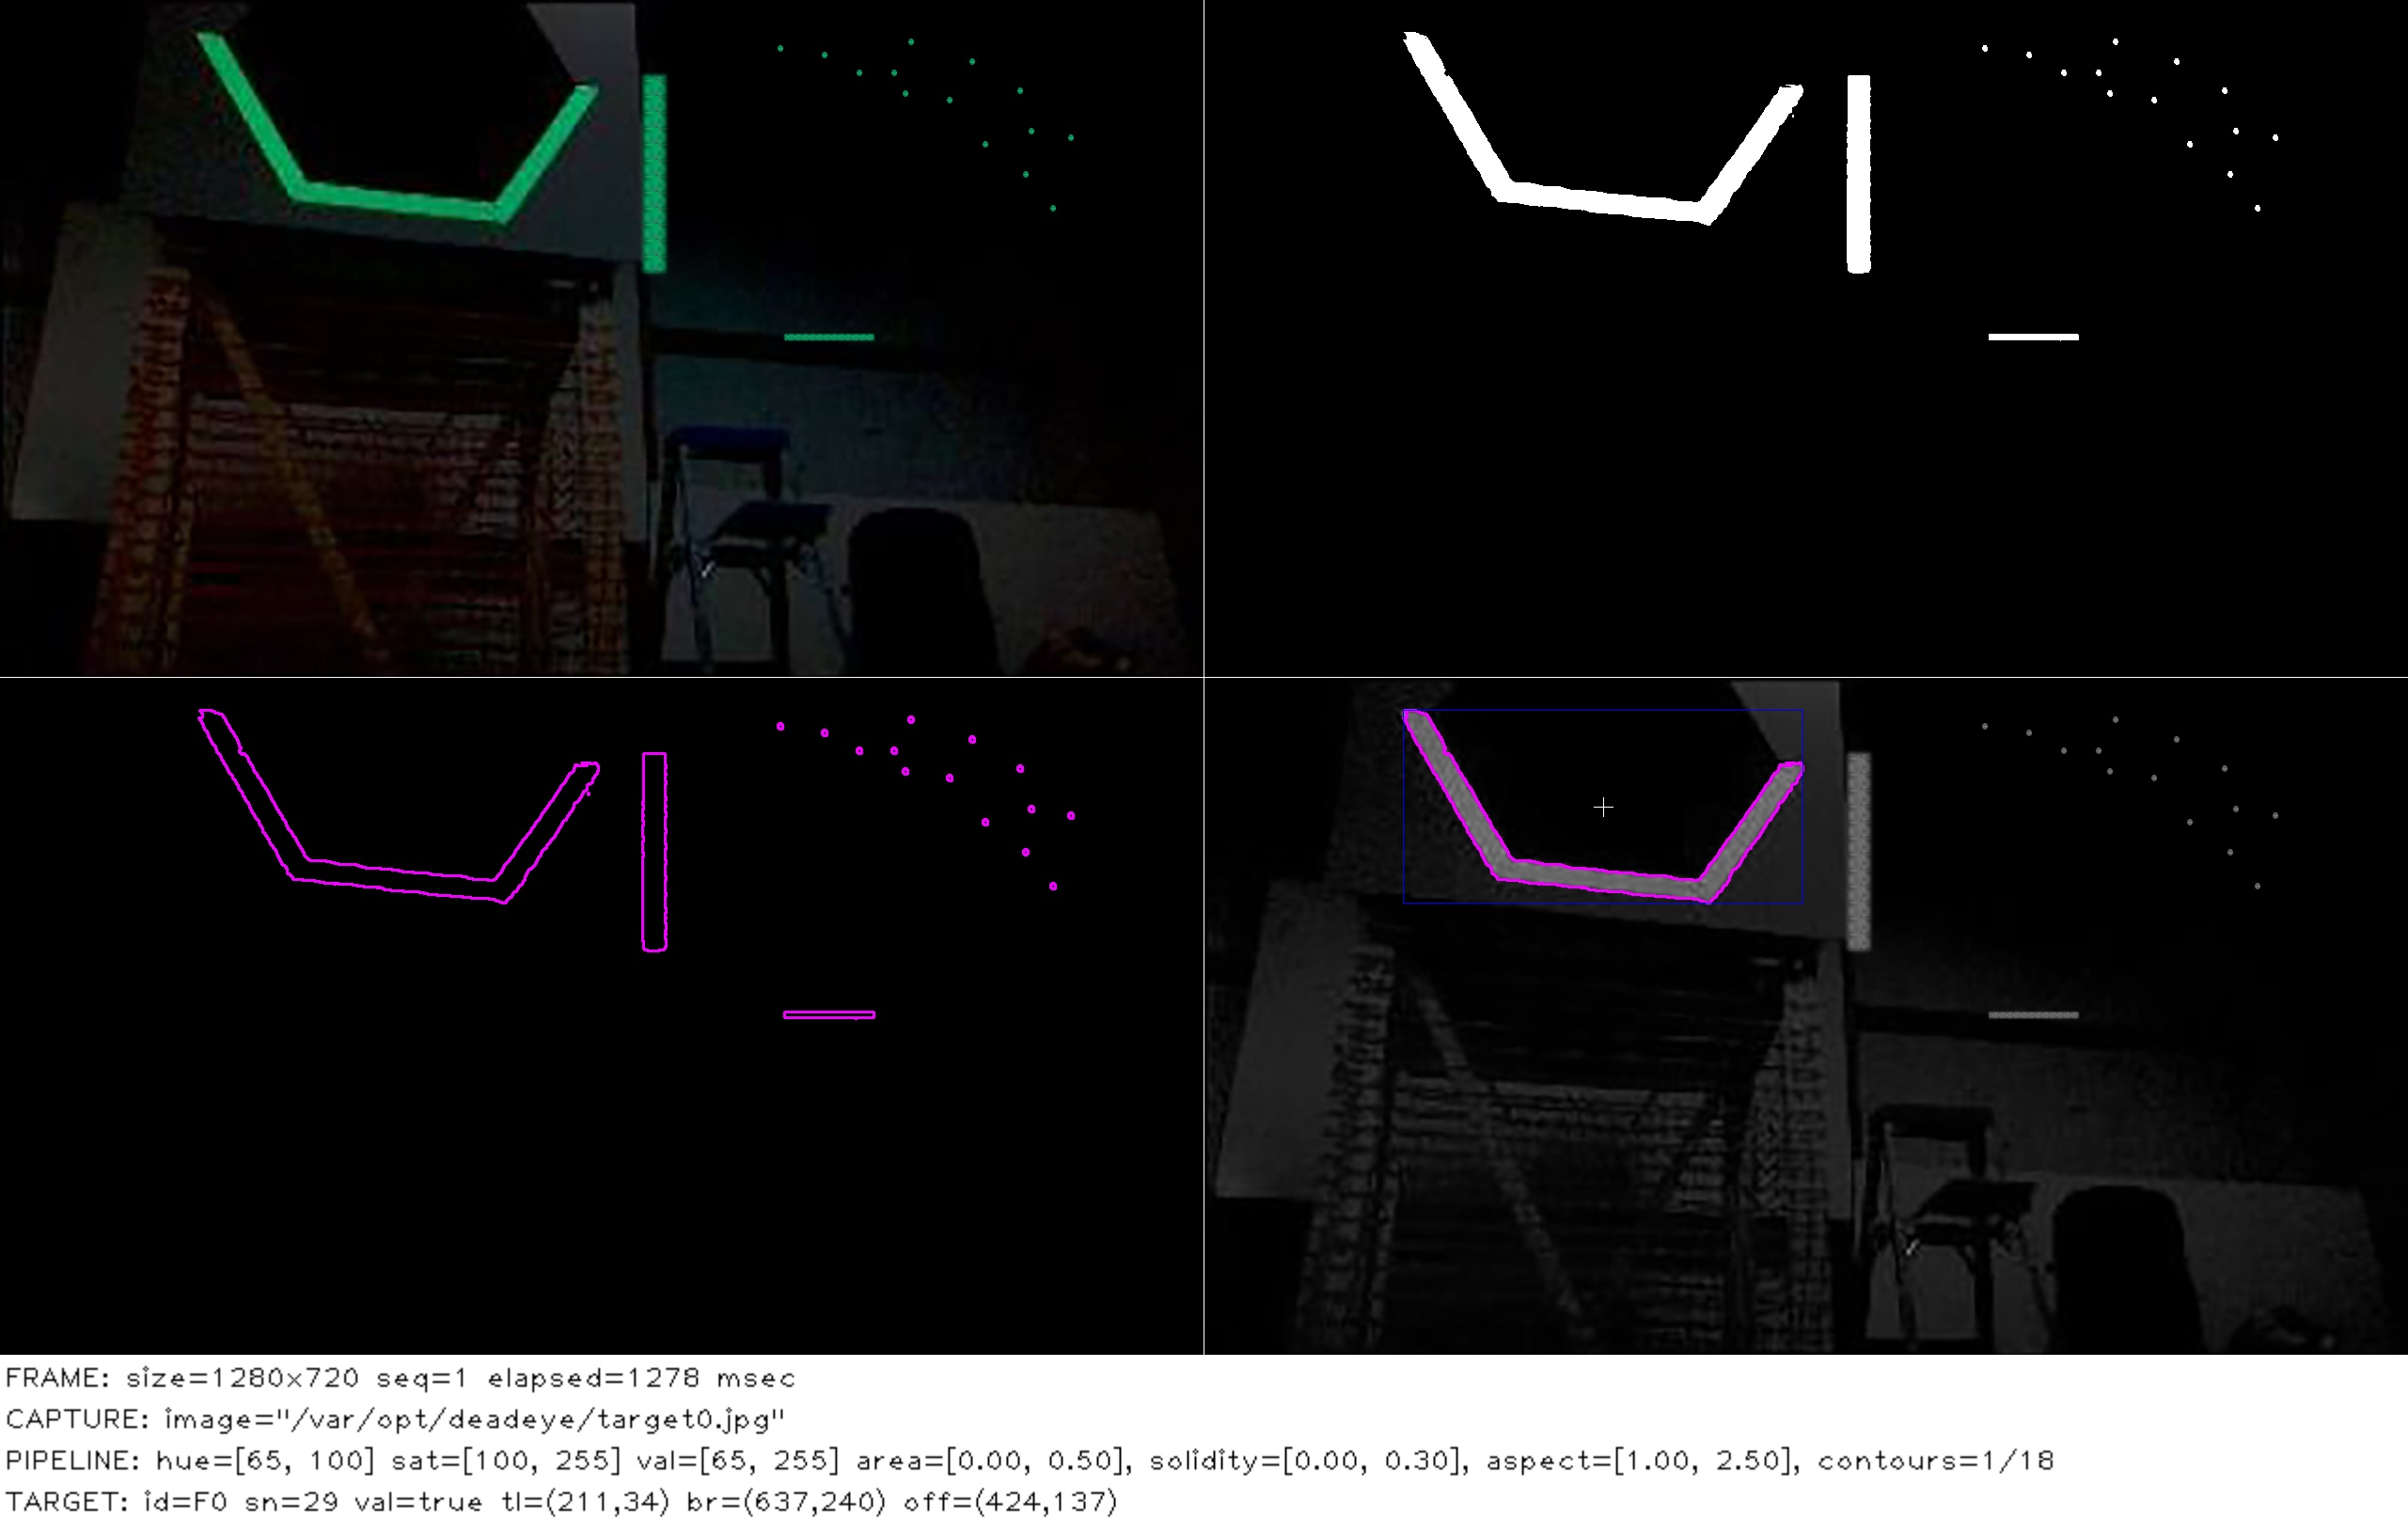 FRAME: size=1280x720 seq=1 elapsed=1278 msec
CAPTURE: image="/var/opt/deadeye/target0.jpg"
PIPELINE: hue=[65, 100] sat=[100, 255] val=[65, 255] area=[0.00, 0.50], solidity=[0.00, 0.30], aspect=[1.00, 2.50], contours=1/18
TARGET: id=F0 sn=29 val=true tl=(211,34) br=(637,240) off=(424,137)